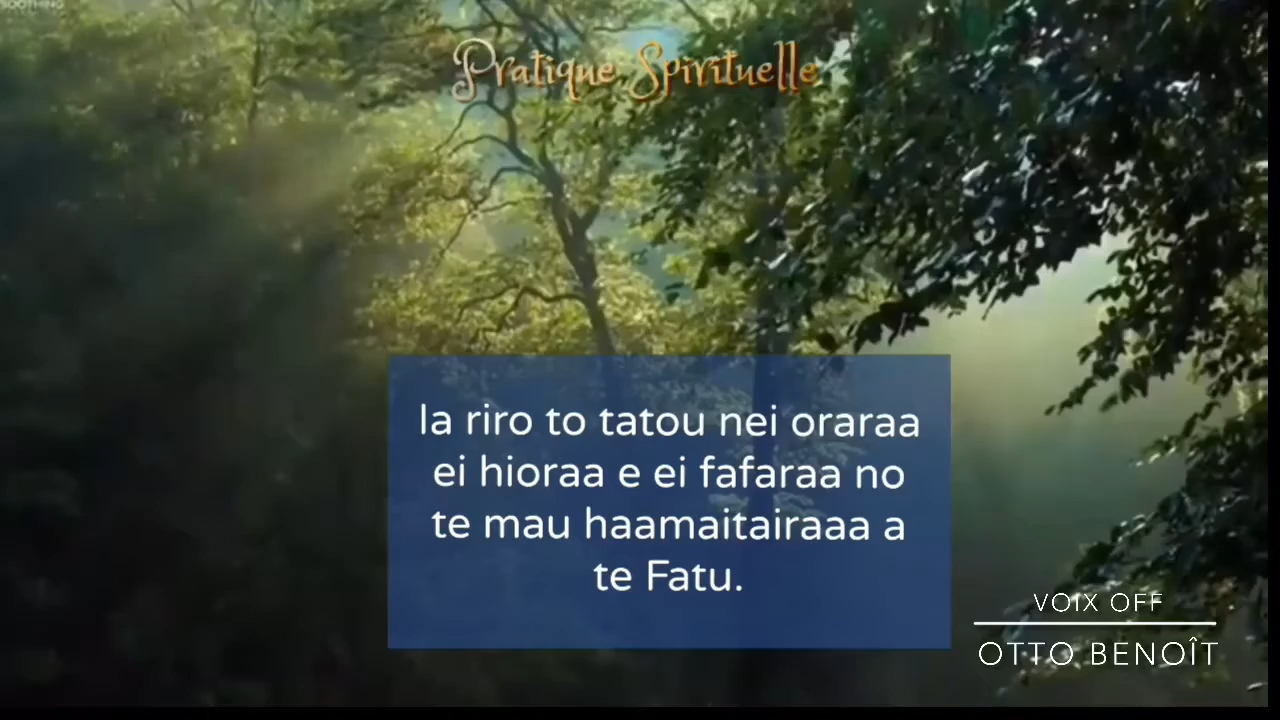 SOOTHING
Pratique Spirituelle
Ia riro to tatou nei oraraa
ei hioraa e ei fafaraa no
te mau haamaitairaaa a
te Fatu.
VOIX OFF
OTTO BENOÎT